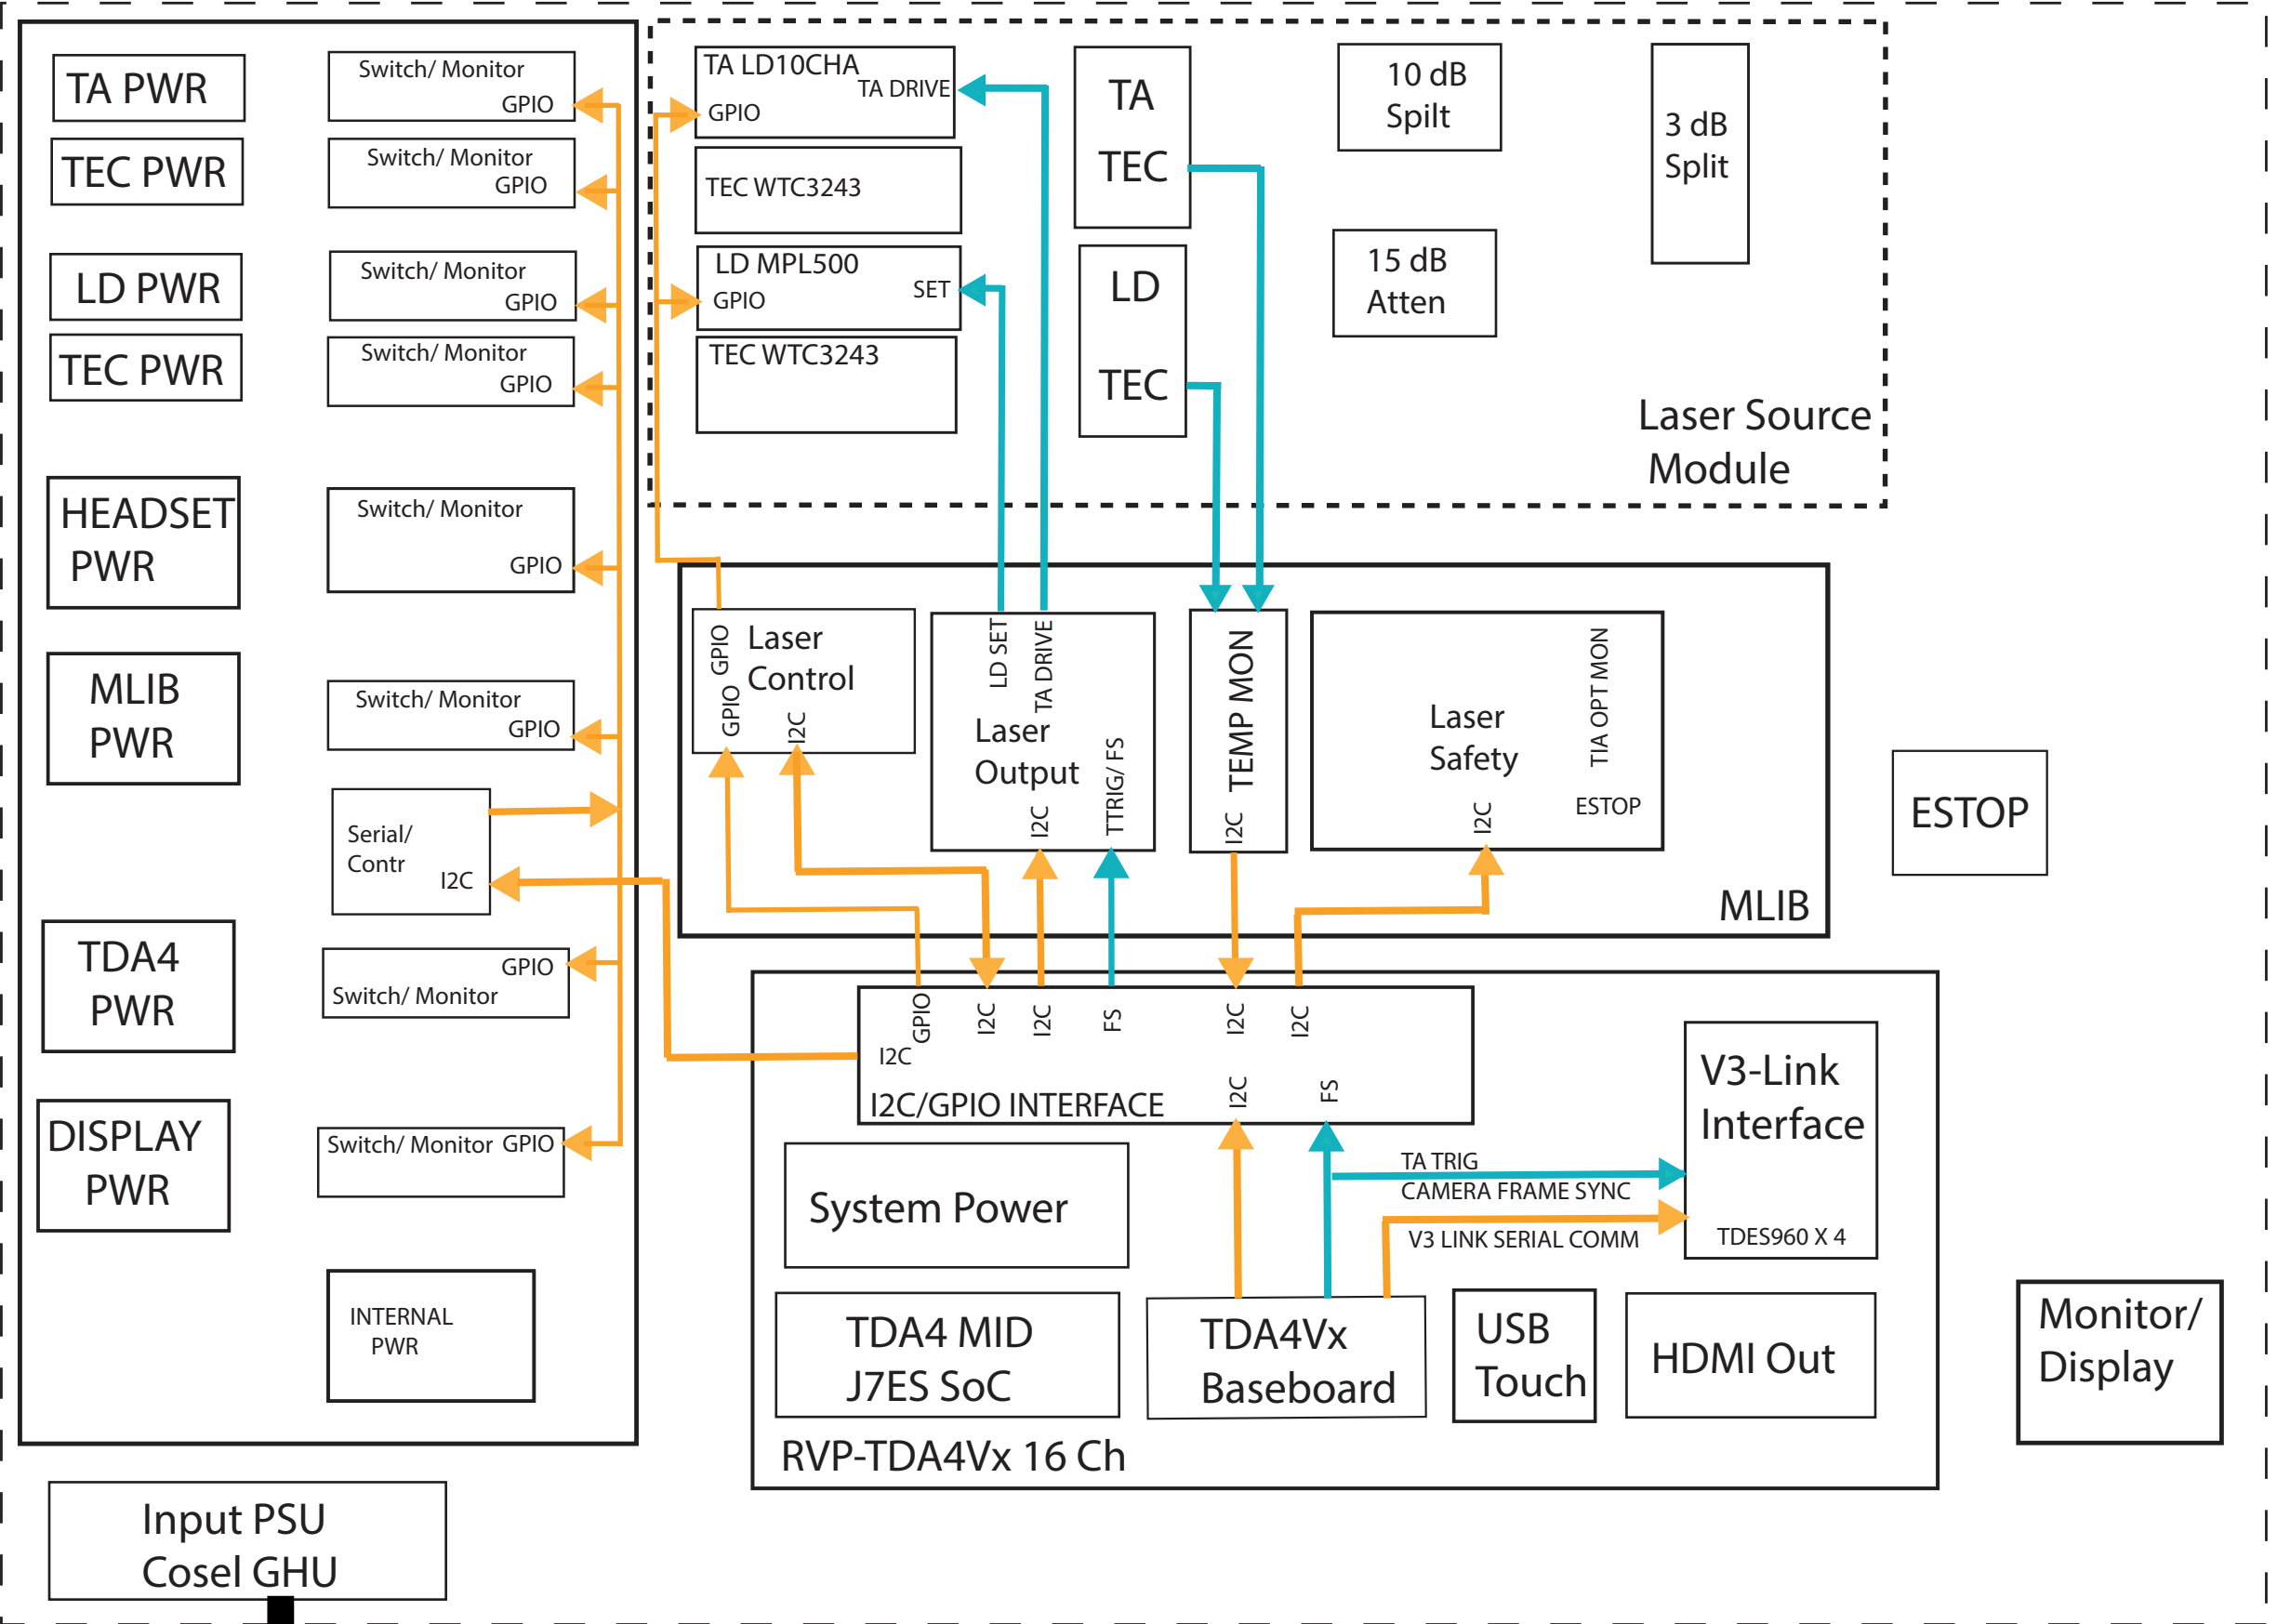 TA PWR
Switch/ Monitor
GPIO
TEC PWR
Switch/ Monitor
GPIO
LD PWR
Switch/ Monitor
GPIO
TEC PWR
Switch/ Monitor
GPIO
HEADSET
PWR
Switch/ Monitor
GPIO
MLIB
PWR
Switch/ Monitor
GPIO
Serial/
Contr
I2C
TDA4
PWR
GPIO
Switch/ Monitor
DISPLAY
PWR
Switch/ Monitor GPIO
INTERNAL
PWR
Input PSU
Cosel GHU
TA LD10CHA
TA DRIVE
GPIO
TEC WTC3243
LD MPL500
SET
GPIO
TEC WTC3243
TA
TEC
LD
TEC
10 dB
Spilt
15 dB
Atten
3 dB
Split
Laser Source
Module
GPIO
Laser
Control
GPIO
I2C
LD SET
TA DRIVE
Laser
Output
I2C
TTRIG/ FS
TEMP MON
I2C
Laser
Safety
TIA OPT MON
I2C
ESTOP
MLIB
ESTOP
GPIO
I2C
I2C
FS
I2C
I2C
I2C
I2C
FS
I2C/GPIO INTERFACE
V3-Link
Interface
TDES960 X 4
TA TRIG
CAMERA FRAME SYNC
V3 LINK SERIAL COMM
System Power
TDA4 MID
J7ES SoC
TDA4Vx
Baseboard
USB
Touch
HDMI Out
RVP-TDA4Vx 16 Ch
Monitor/
Display